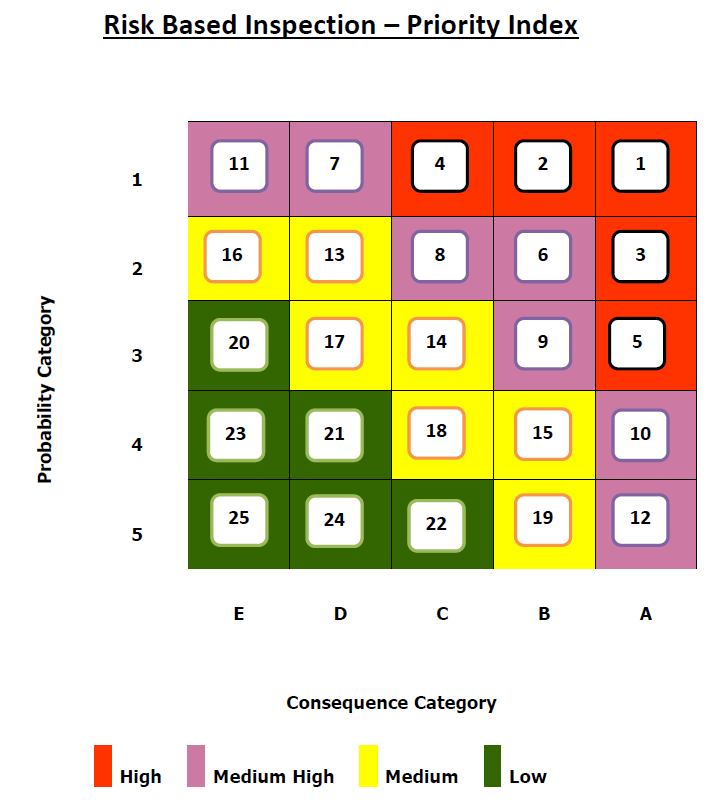 Risk Based Inspection – Priority Index
1 11 7 4 2 1
2 16 13 8 6 3
3 20 17 14 9 5
4 23 21 18 15 10
5 25 24 22 19 12
Probability Category
E D C B A
Consequence Category
High Medium High Medium Low